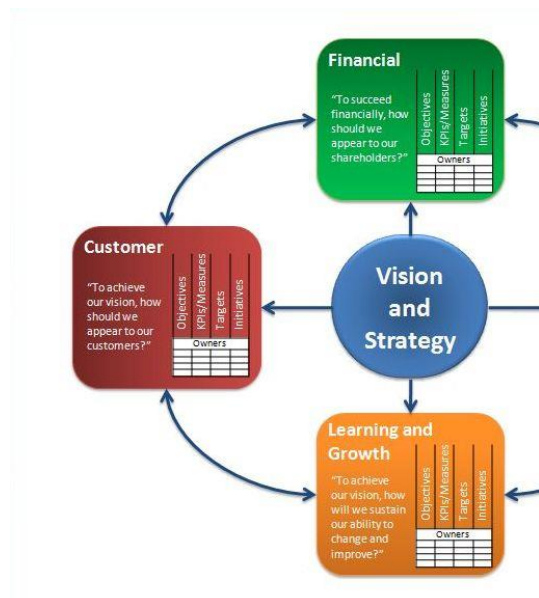 Financial
“To succeed
financially, how
should we
appear to our
shareholders?”
Objectives
KPIs/Measures
Targets
Initiatives
Owners
Customer
“To achieve
our vision, how
should we
appear to our
customers?”
Objectives
KPIs/Measures
Targets
Initiatives
Owners
Vision
and
Strategy
Learning and
Growth
“To achieve
our vision, how
will we sustain
our ability to
change and
improve?”
Objectives
KPIs/Measures
Targets
Initiatives
Owners